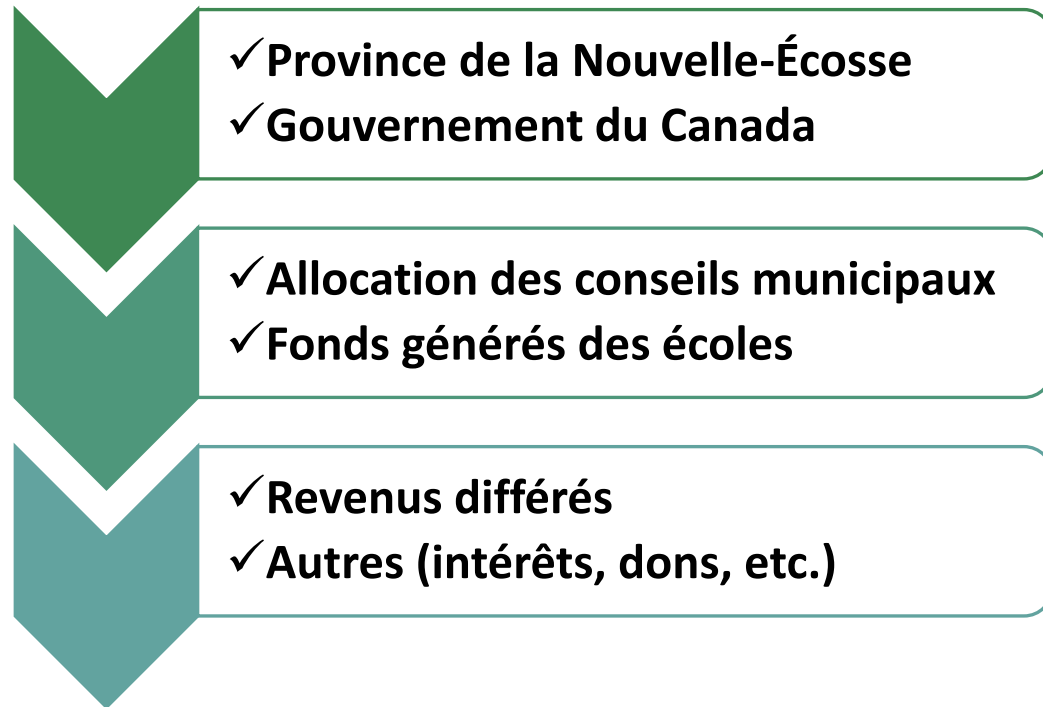 ✓Province de la Nouvelle-Écosse
✓Gouvernement du Canada
✓Allocation des conseils municipaux
✓Fonds générés des écoles
✓Revenus différés
✓Autres (intérêts, dons, etc.)